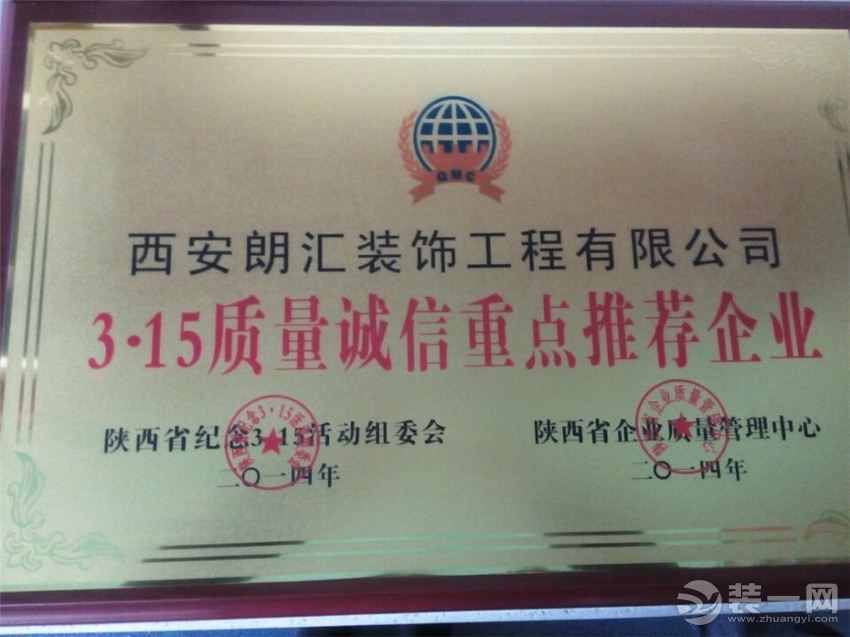 QMC
西安朗汇装饰工程有限公司
3·15质量诚信重点推荐企业
陕西省纪念3·15活动组委会
二〇一四年
陕西省企业质量管理中心
二〇一四年
装一网
www.zhuangyi.com